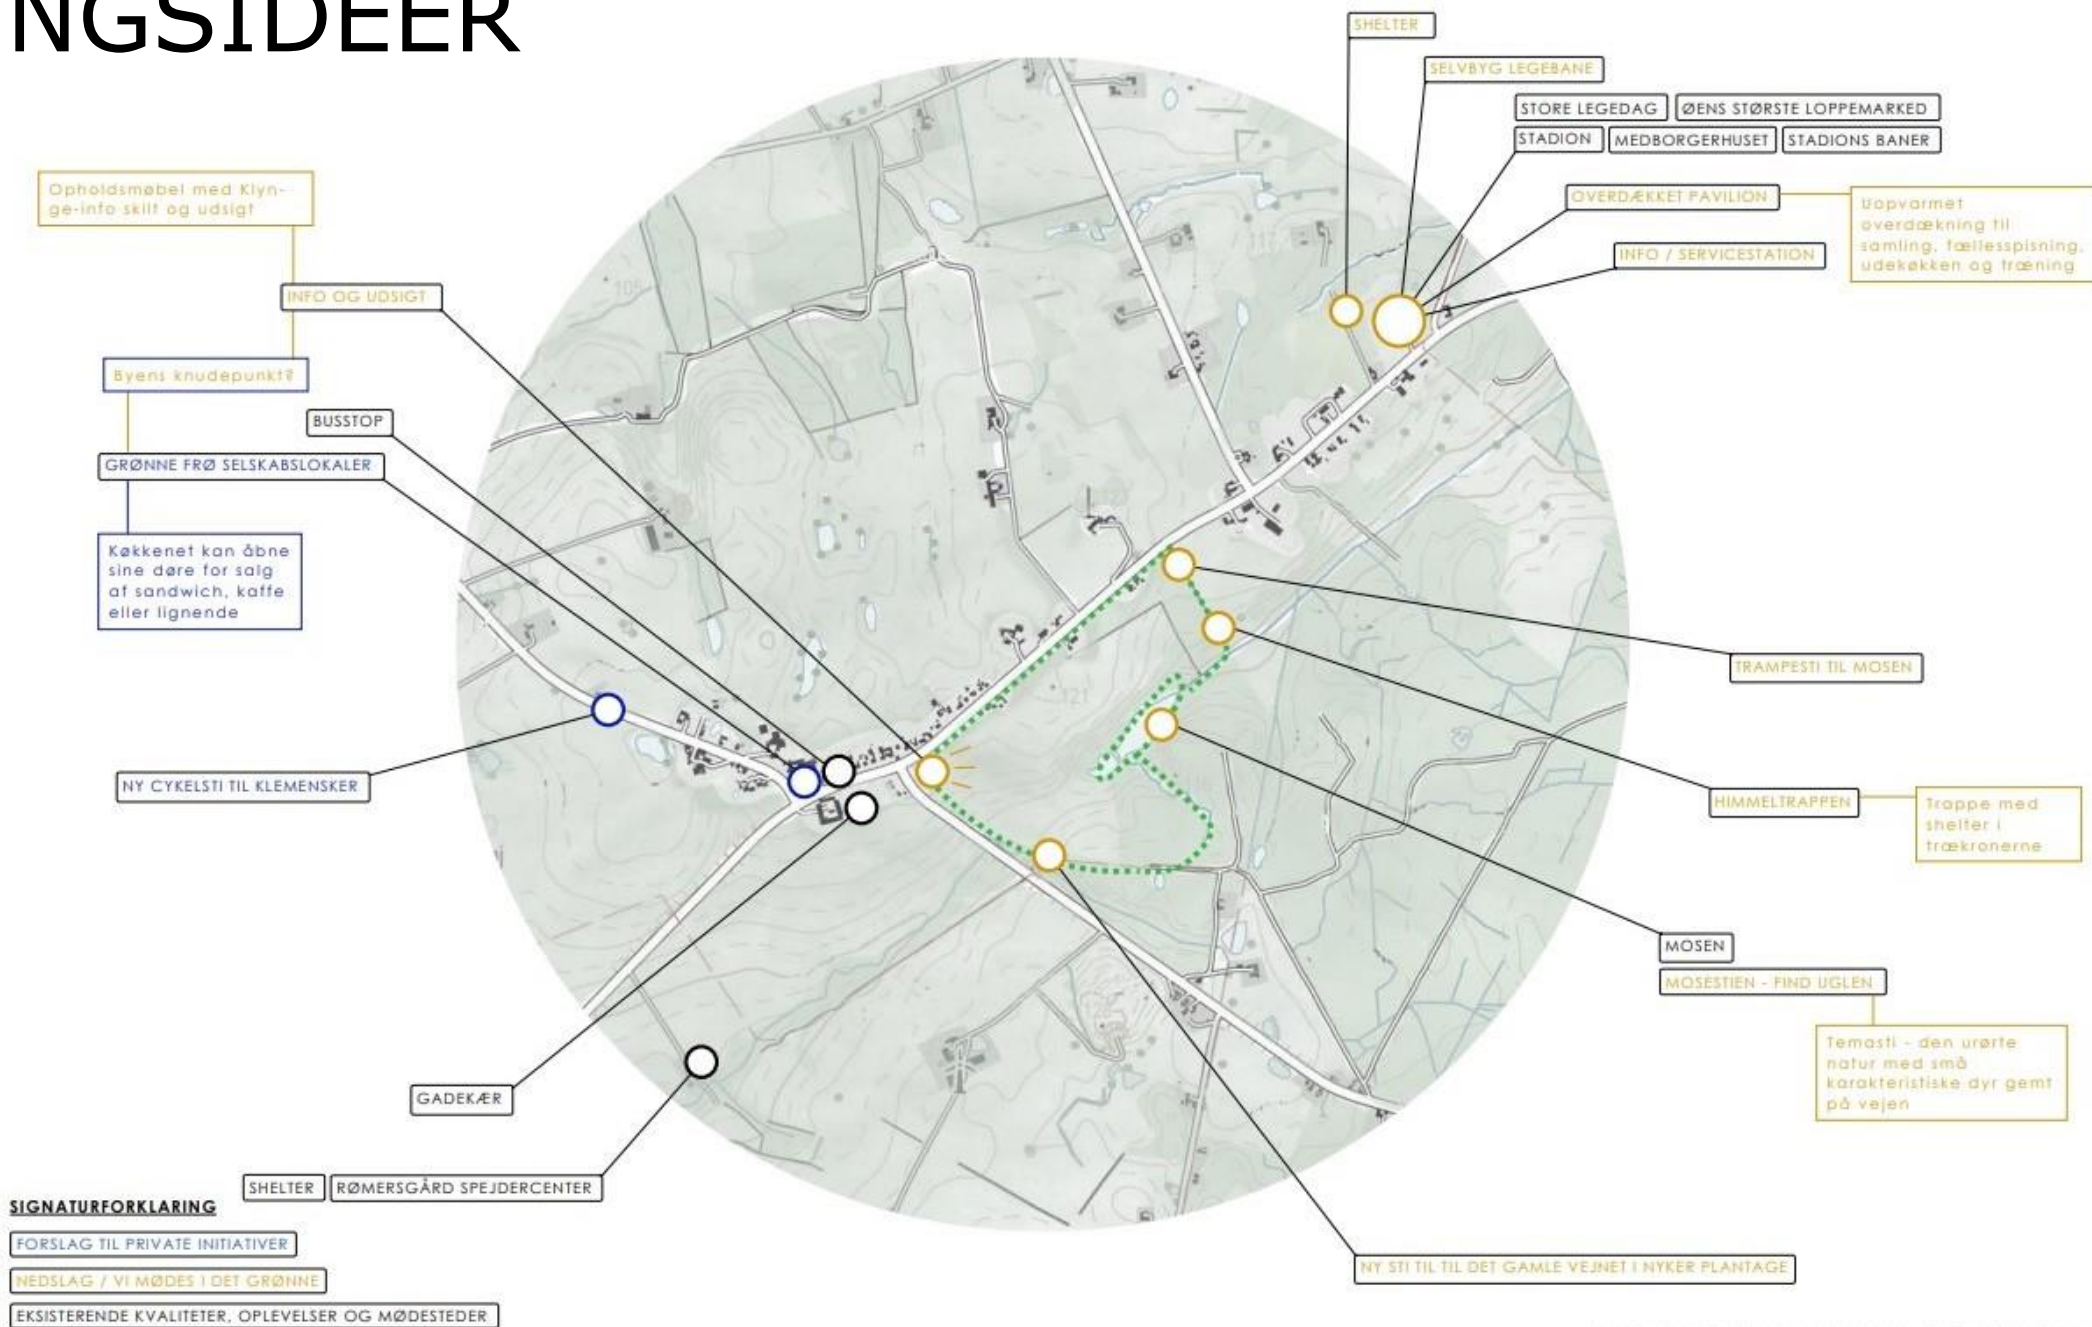 NGSIDEER
SHELTER
SELVBYG LEGEBANE
STORE LEGEDAG
ØENS STØRSTE LOPPEMARKED
STADION
MEDBORGERHUSET
STADIONS BANER
OVERDÆKKET PAVILION
Uopvarmet
overdækning til
samling, fællesspisning,
udekøkken og træning
INFO / SERVICESTATION
Opholdsmøbel med Klyn-
ge-info skilt og udsigt
INFO OG UDSIGT
Byens knudepunkt?
BUSSTOP
GRØNNE FRØ SELSKABSLOKALER
Køkkenet kan åbne
sine døre for salg
af sandwich, kaffe
eller lignende
NY CYKELSTI TIL KLEMENSKER
105
121
TRAMPESTI TIL MOSEN
HIMMELTRAPPEN
Trappe med
shelter i
trækronerne
MOSEN
MOSESTIEN - FIND UGLEN
Temasti - den urørte
natur med små
karakteristiske dyr gemt
på vejen
GADEKÆR
SHELTER
RØMERSGÅRD SPEJDERCENTER
NY STI TIL TIL DET GAMLE VEJNET I NYKER PLANTAGE
SIGNATURFORKLARING
FORSLAG TIL PRIVATE INITIATIVER
NEDSLAG / VI MØDES I DET GRØNNE
EKSISTERENDE KVALITETER, OPLEVELSER OG MØDESTEDER